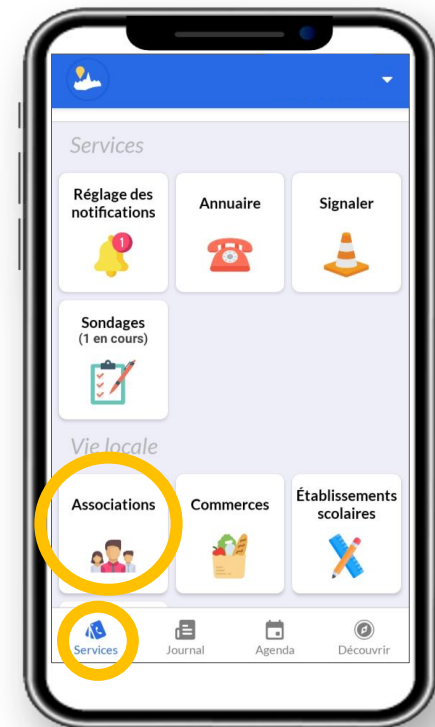 Services
Réglage des
notifications
1
Annuaire
Signaler
Sondages
(1 en cours)
Vie locale
Associations
Commerces
Établissements
scolaires
Services
Journal
Agenda
Découvrir